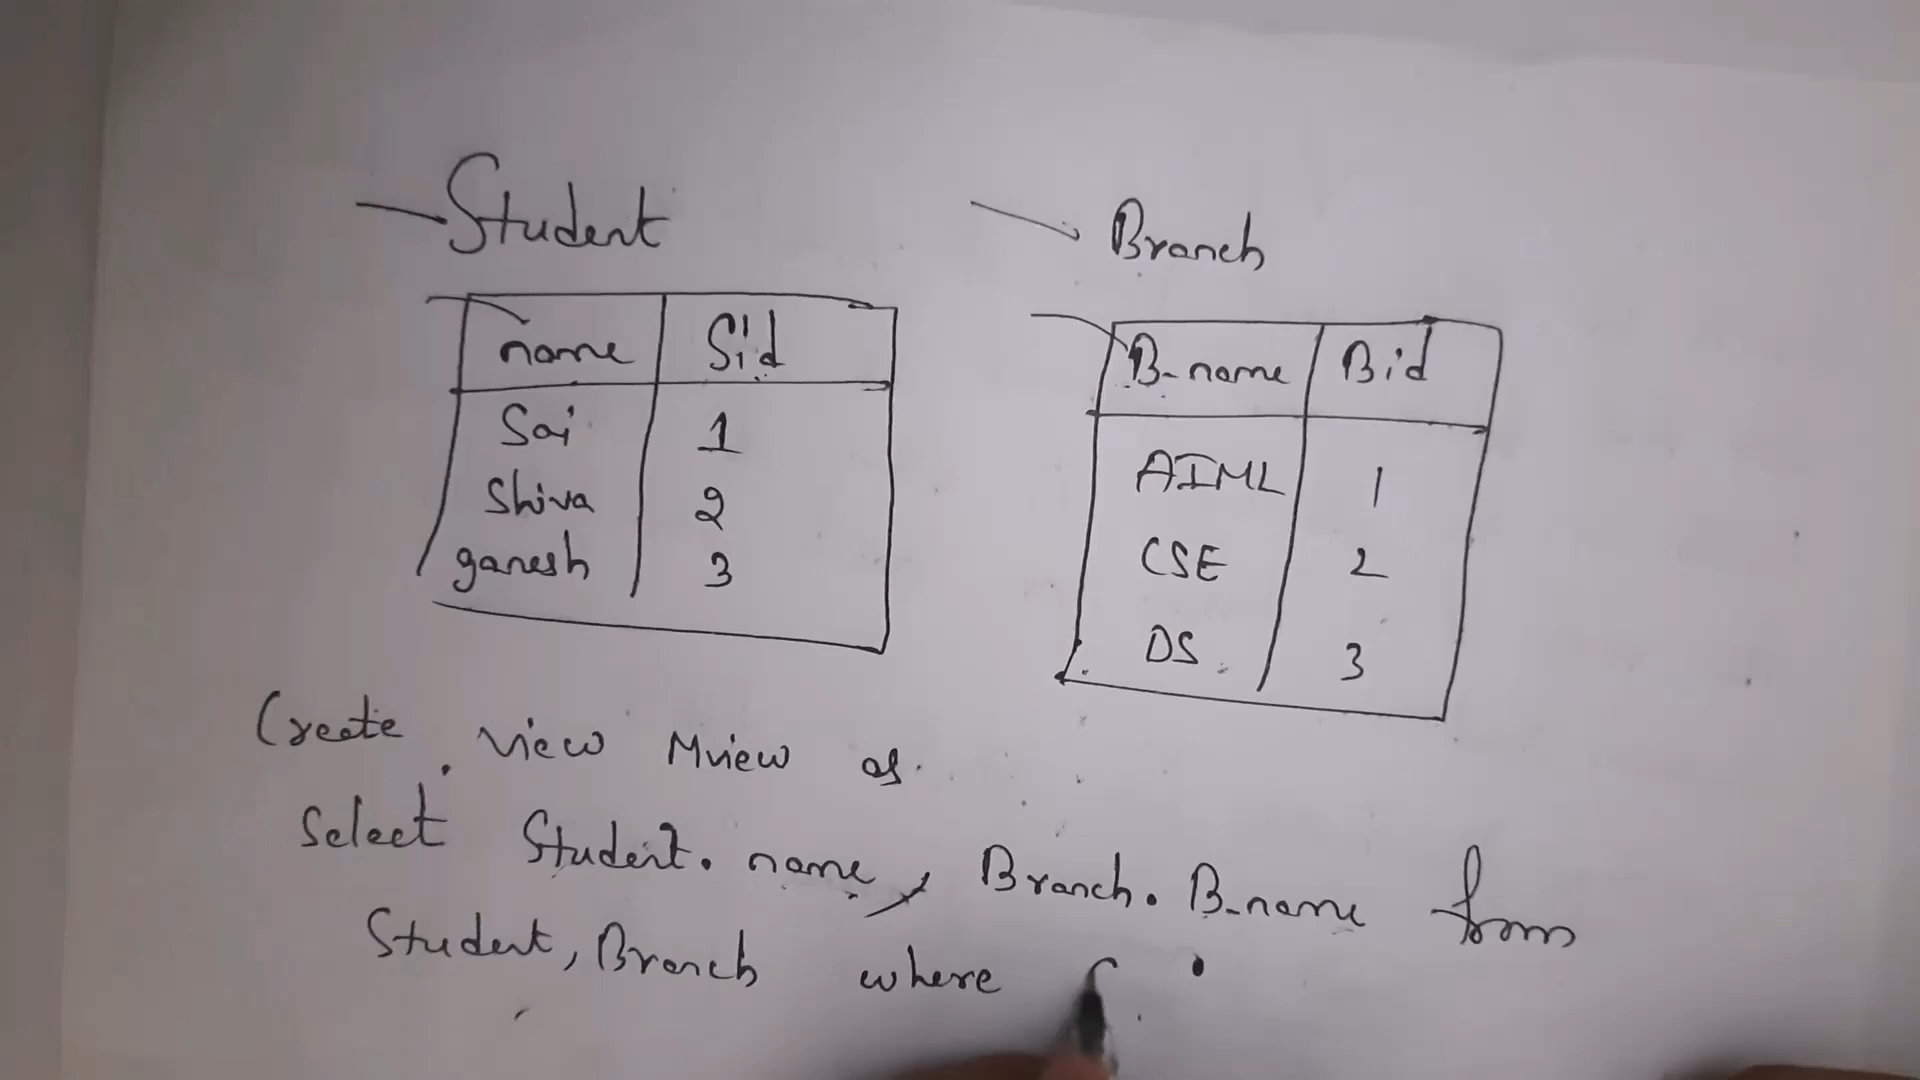 Student
name Sid
Sai 1
Shiva 2
ganesh 3
Branch
B-name Bid
AIML 1
CSE 2
DS 3
Create view Mview as
Select Student.name, Branch.B-name from
Student, Branch where